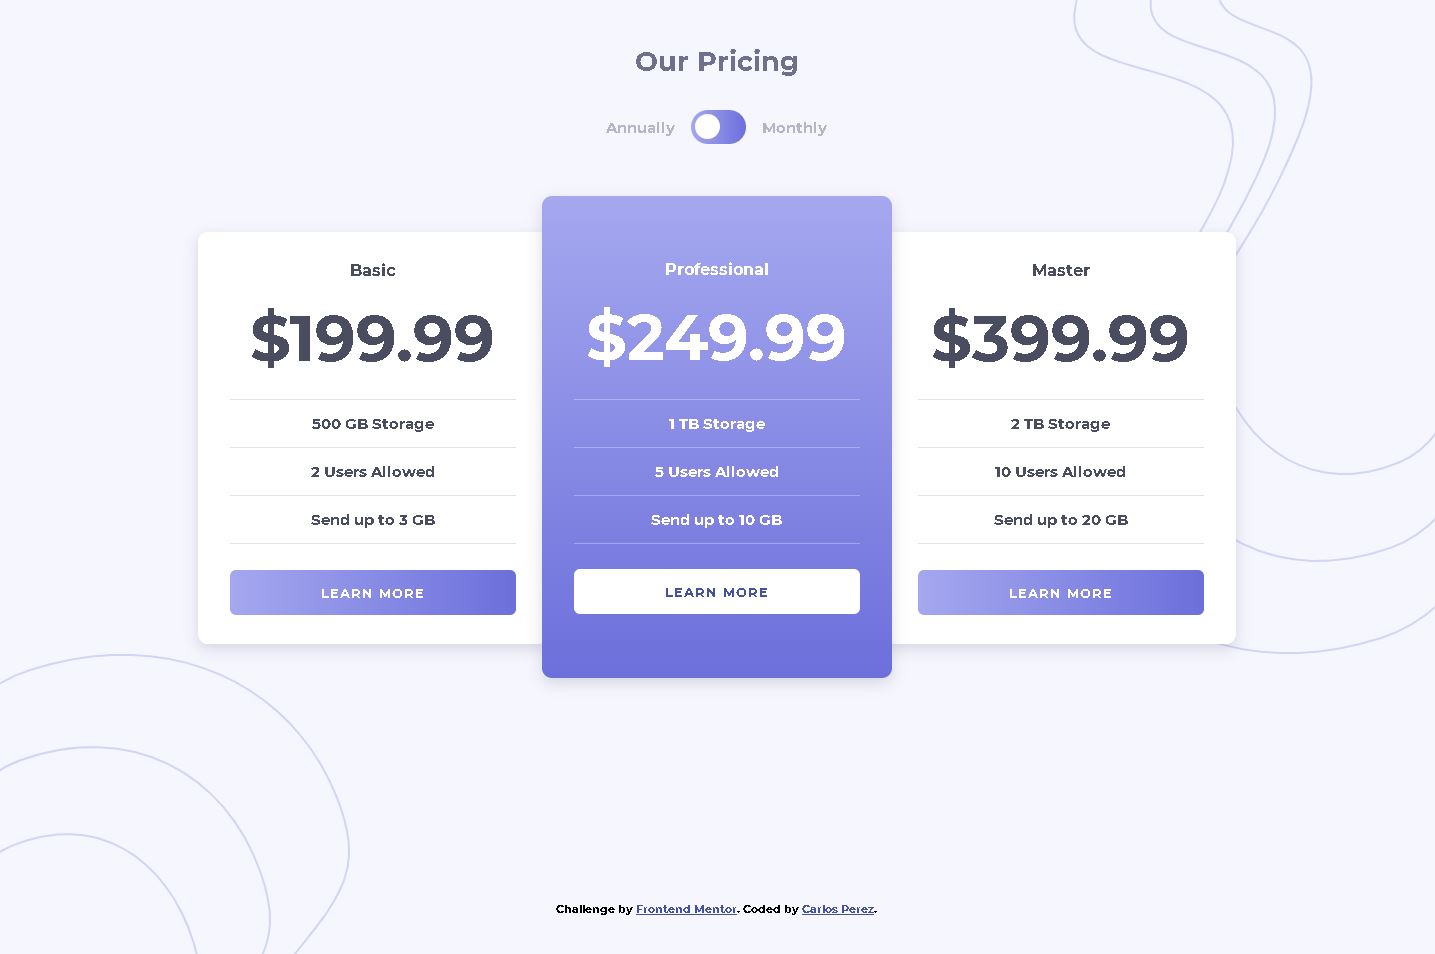 Our Pricing
Annually Monthly
Basic
$199.99
500 GB Storage
2 Users Allowed
Send up to 3 GB
LEARN MORE
Professional
$249.99
1 TB Storage
5 Users Allowed
Send up to 10 GB
LEARN MORE
Master
$399.99
2 TB Storage
10 Users Allowed
Send up to 20 GB
LEARN MORE
Challenge by Frontend Mentor. Coded by Carlos Perez.